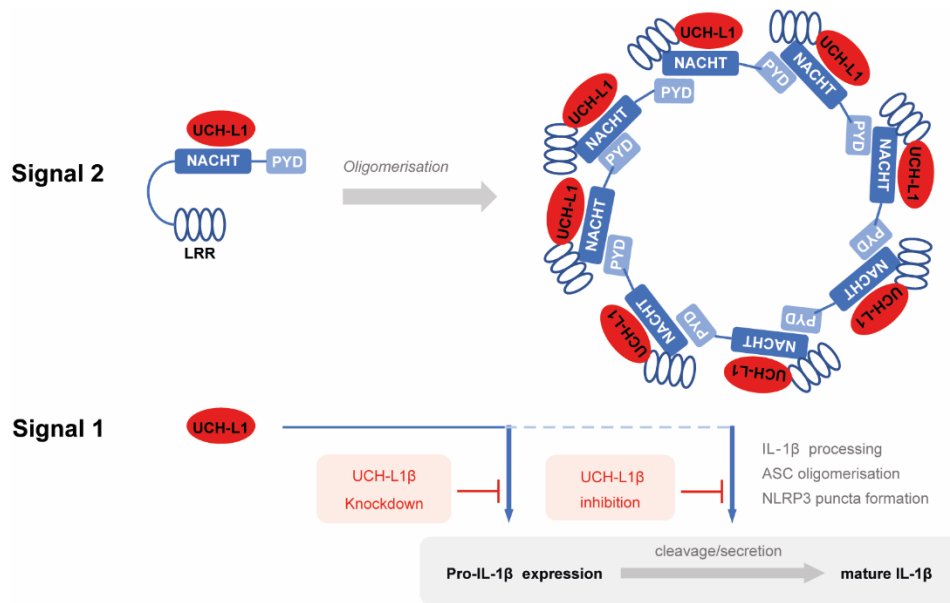 Signal 2
UCH-L1
NACHT
PYD
LRR
Oligomerisation
UCH-L1
NACHT
PYD
UCH-L1
NACHT
PYD
UCH-L1
NACHT
PYD
UCH-L1
NACHT
PYD
UCH-L1
NACHT
PYD
UCH-L1
NACHT
PYD
UCH-L1
NACHT
PYD
UCH-L1
NACHT
PYD
Signal 1
UCH-L1
UCH-L1β
Knockdown
UCH-L1β
inhibition
IL-1β processing
ASC oligomerisation
NLRP3 puncta formation
cleavage/secretion
Pro-IL-1β expression
mature IL-1β